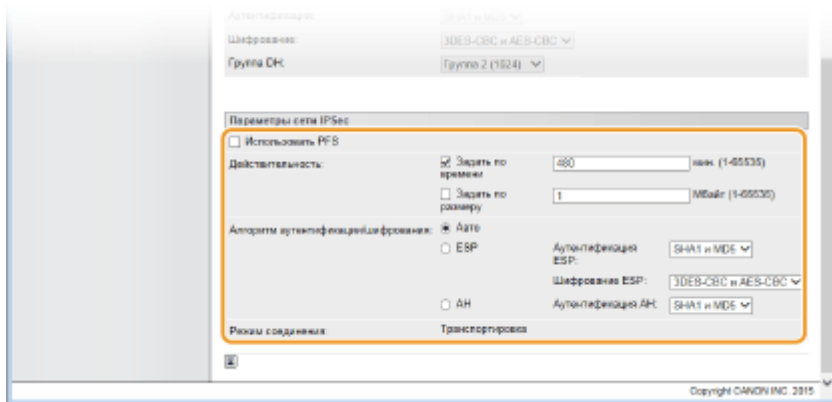 Аутентификация: SHA1 и MD5
Шифрование: 3DES-CBC и AES-CBC
Группа DH: Группа 2 (1024)
Параметры сети IPSec
Использовать PFS
Действительность: Задать по времени 480 мин. (1-65535)
Задать по размеру 1 Мбайт (1-65535)
Алгоритм аутентификации/шифрования: Авто
ESP Аутентификация ESP: SHA1 и MD5
Шифрование ESP: 3DES-CBC и AES-CBC
AH Аутентификация AH: SHA1 и MD5
Режим соединения: Транспортировка
Copyright CANON INC. 2015